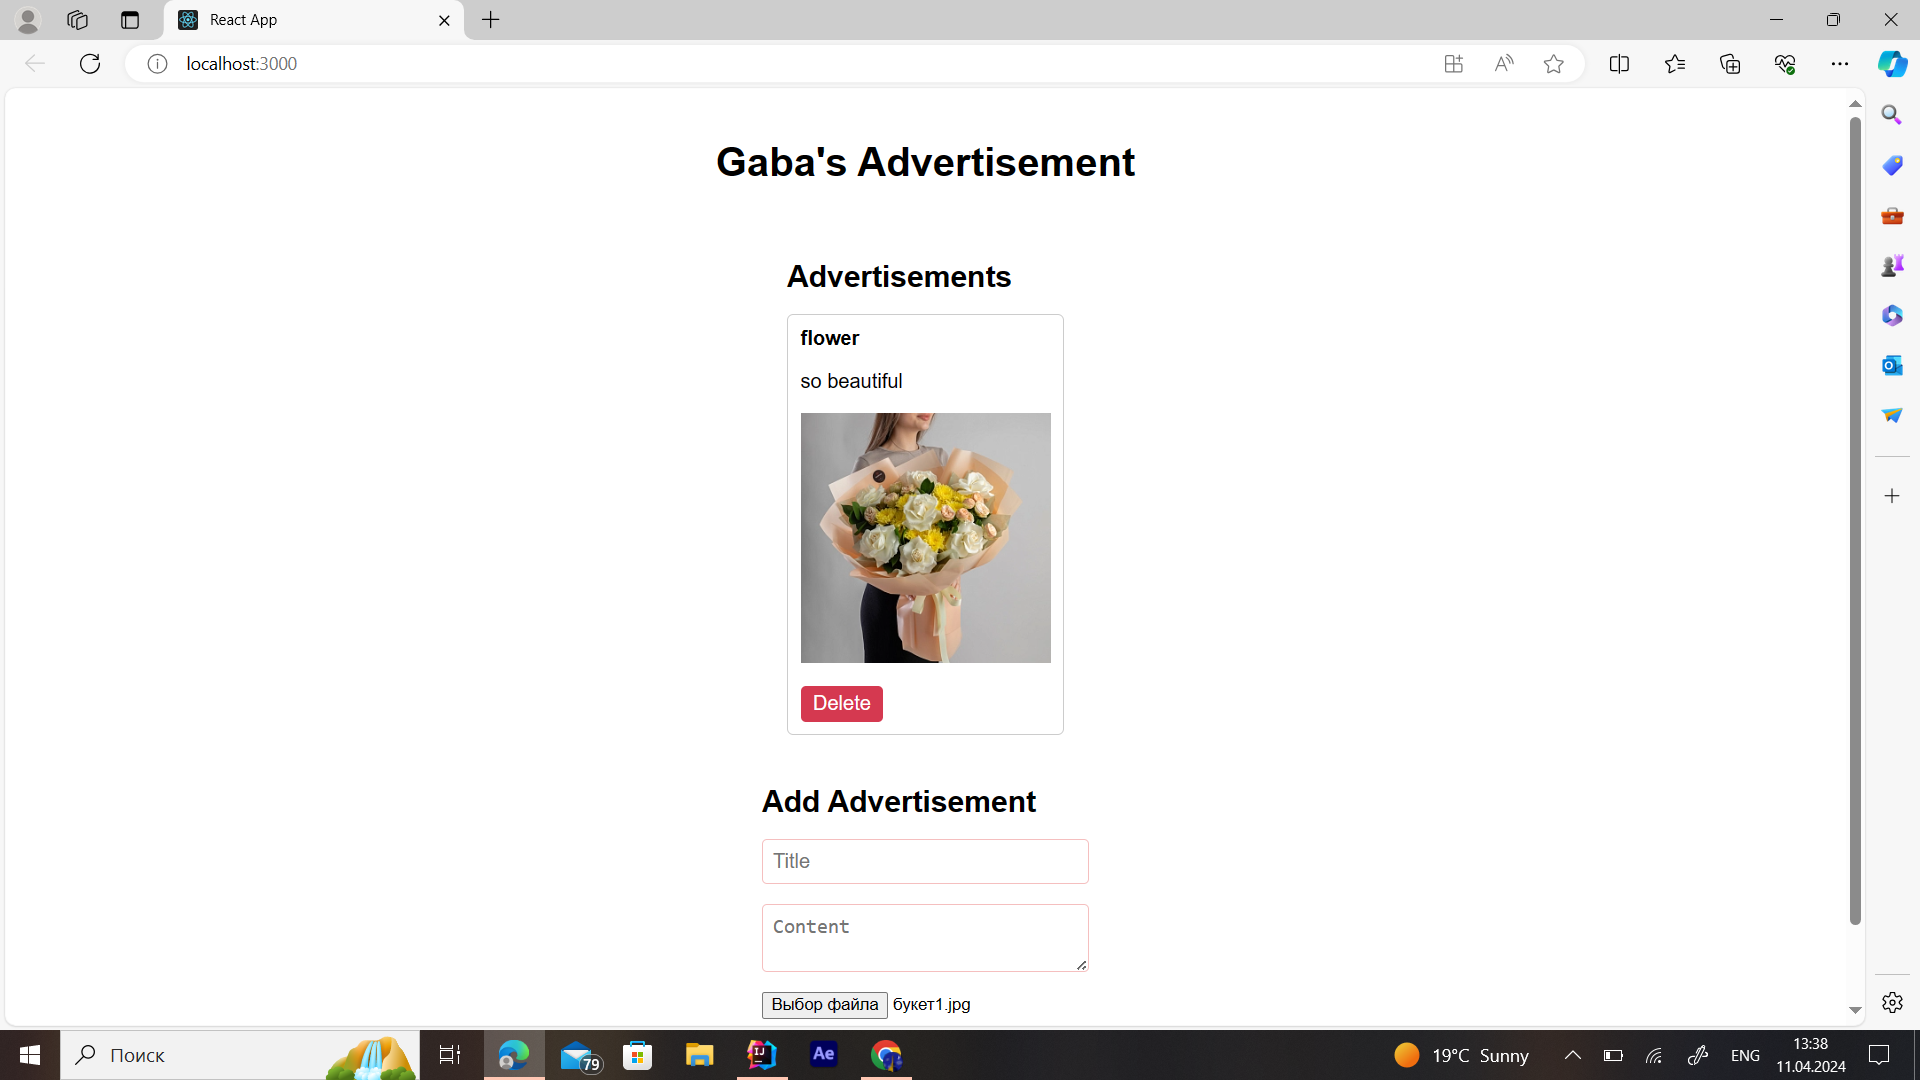 React App
localhost:3000
Gaba's Advertisement
Advertisements
flower
so beautiful
Delete
Add Advertisement
Title
Content
Выбор файла букет1.jpg
Поиск
79
Ae
19°C Sunny
ENG
13:38
11.04.2024